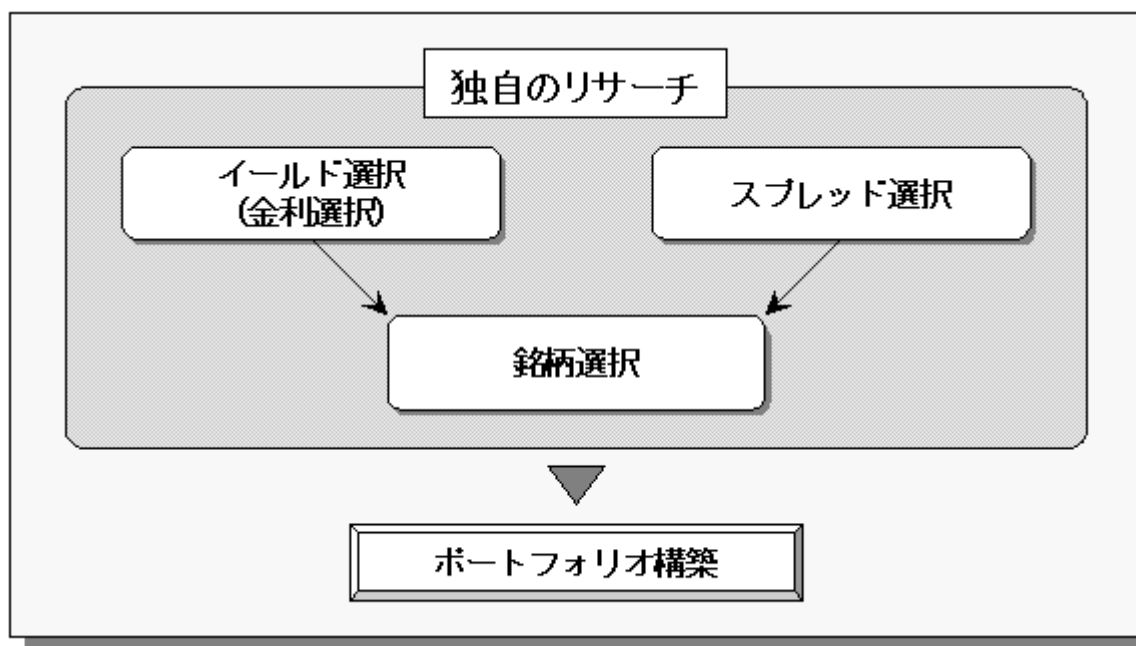 独自のリサーチ
イールド選択
(金利選択)
スプレッド選択
銘柄選択
ポートフォリオ構築